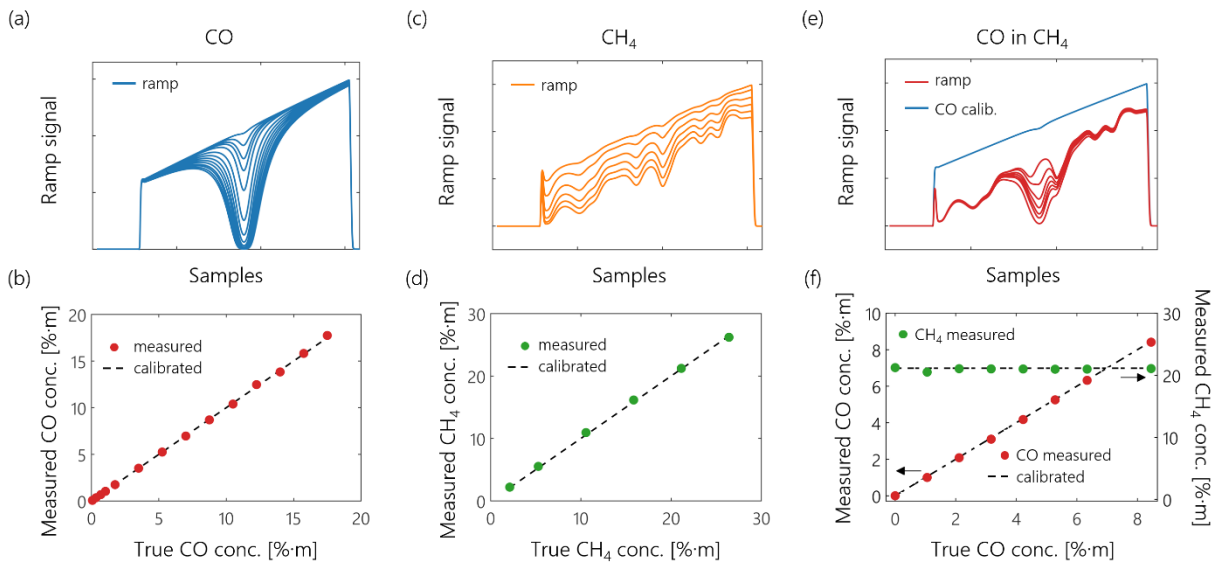 (a)
CO
ramp
Ramp signal
Samples
(b)
20
15
10
5
0
Measured CO conc. [%·m]
measured
calibrated
0
5
10
15
20
True CO conc. [%·m]
(c)
CH₄
ramp
Ramp signal
Samples
(d)
30
20
10
0
Measured CH₄ conc. [%·m]
measured
calibrated
0
10
20
30
True CH₄ conc. [%·m]
(e)
CO in CH₄
ramp
CO calib.
Ramp signal
Samples
(f)
10
8
6
4
2
0
Measured CO conc. [%·m]
CH₄ measured
CO measured
calibrated
30
20
10
0
Measured CH₄ conc. [%·m]
0
2
4
6
8
True CO conc. [%·m]